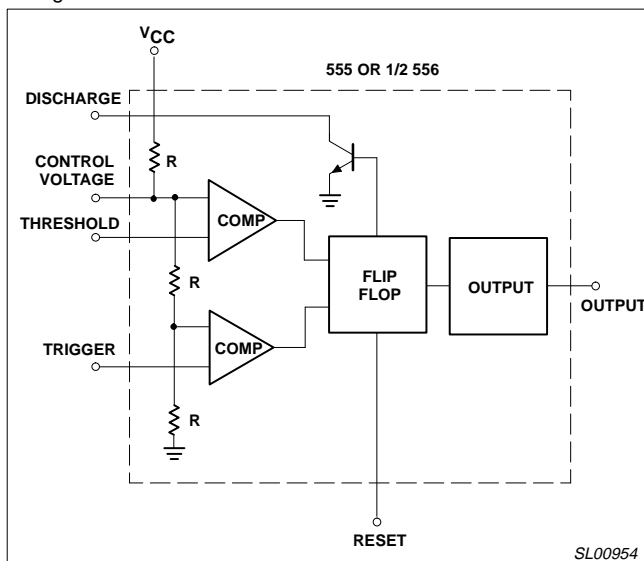 VCC
555 OR 1/2 556
DISCHARGE
R
CONTROL
VOLTAGE
COMP
THRESHOLD
R
FLIP
FLOP
OUTPUT
OUTPUT
COMP
TRIGGER
R
RESET
SL00954